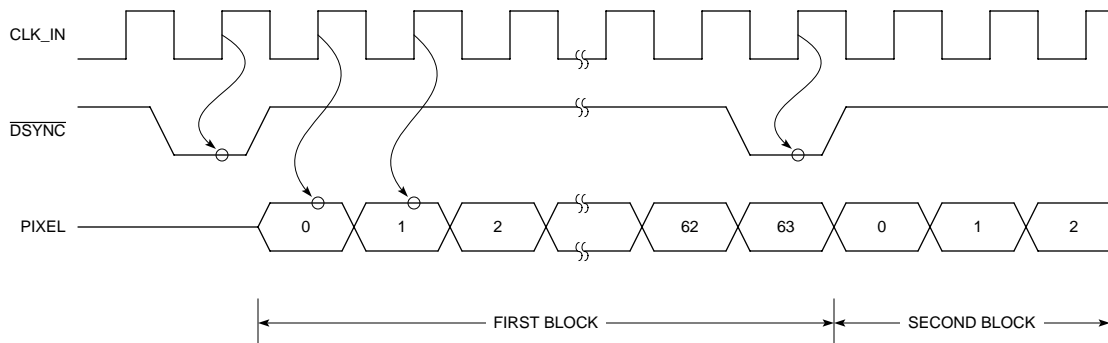 CLK_IN
DSYNC
PIXEL 0 1 2 62 63 0 1 2
FIRST BLOCK SECOND BLOCK